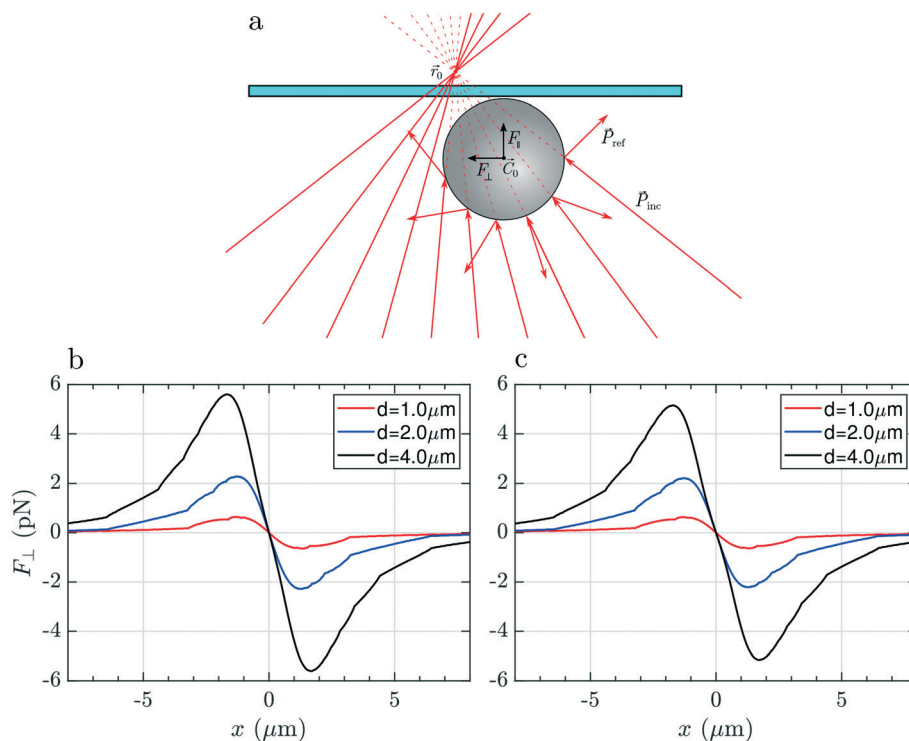 a
r⃗₀
P⃗ref
F∥
F⊥ C⃗₀
P⃗inc
b c
6 6
d=1.0μm d=1.0μm
4 d=2.0μm 4 d=2.0μm
d=4.0μm d=4.0μm
2 2
F⊥ (pN)
0 0
-2 -2
-4 -4
-6 -6
-5 0 5 -5 0 5
x (μm) x (μm)